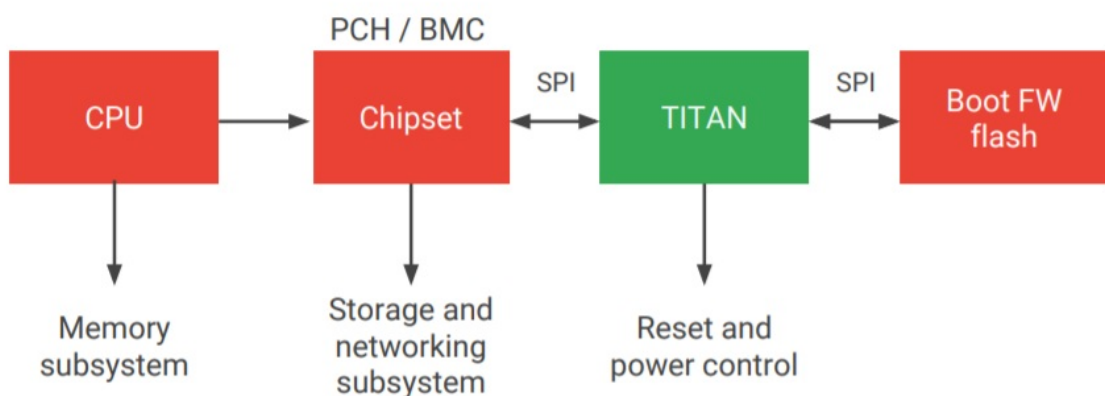 PCH / BMC
CPU
Chipset
SPI
TITAN
SPI
Boot FW
flash
Memory
subsystem
Storage and
networking
subsystem
Reset and
power control